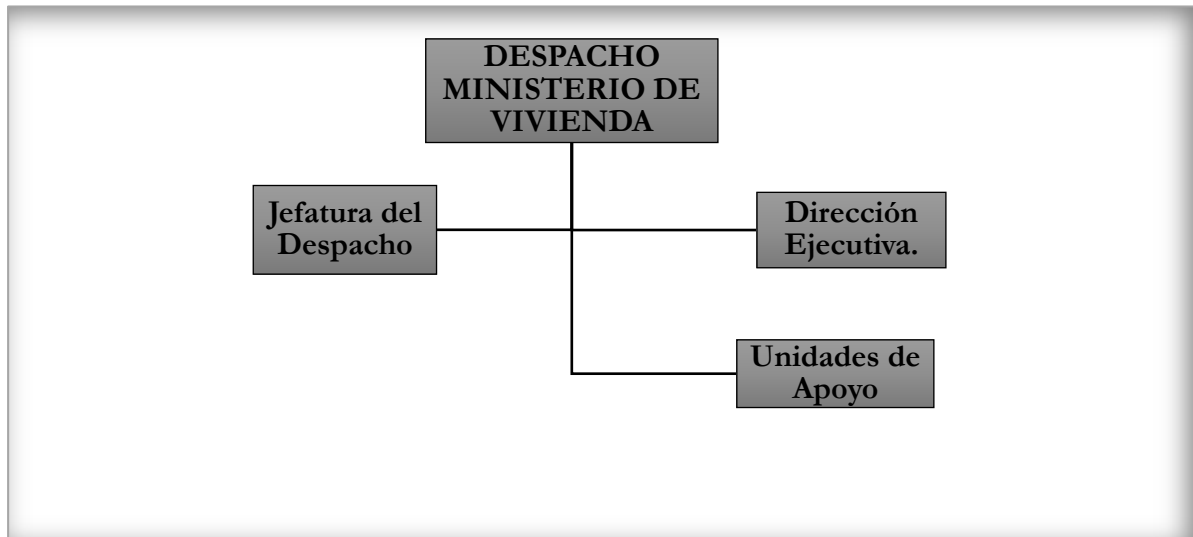 DESPACHO
MINISTERIO DE
VIVIENDA
Jefatura del
Despacho
Dirección
Ejecutiva.
Unidades de
Apoyo